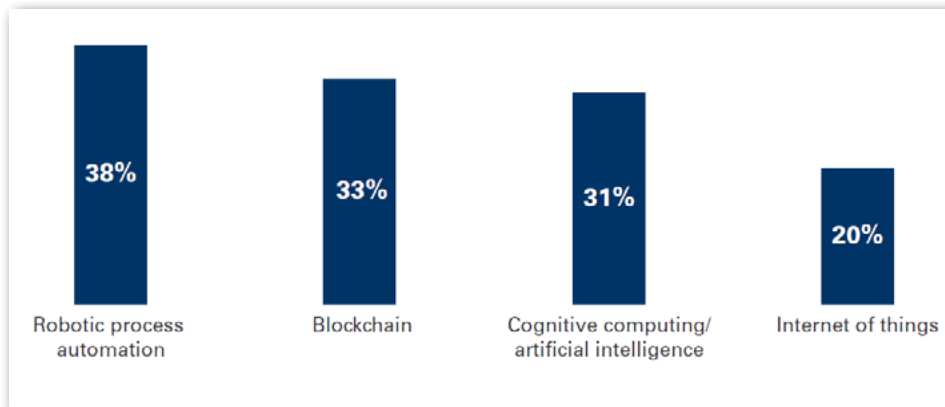 38%
33%
31%
20%
Robotic process
automation
Blockchain
Cognitive computing/
artificial intelligence
Internet of things